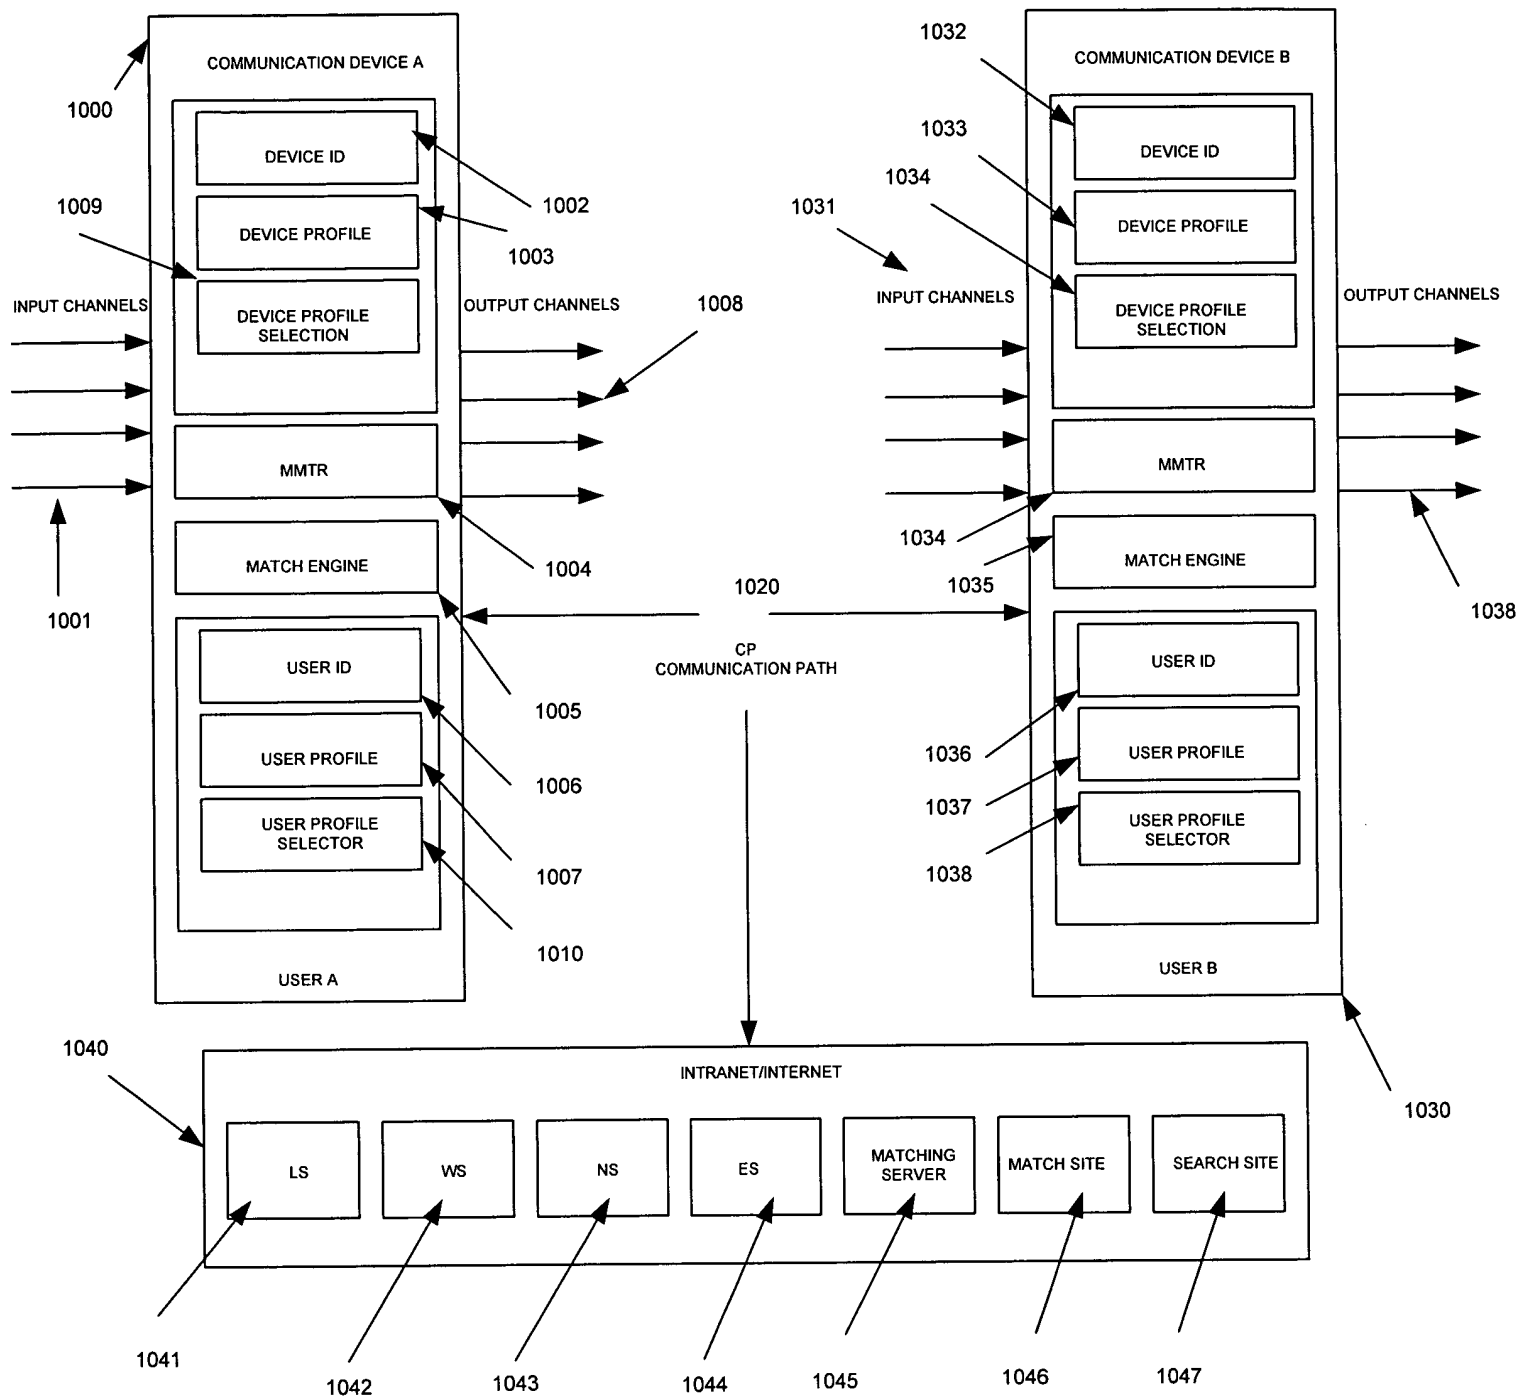 COMMUNICATION DEVICE A
1000
DEVICE ID
1002
DEVICE PROFILE
1003
1009
DEVICE PROFILE
SELECTION
INPUT CHANNELS
OUTPUT CHANNELS
1008
MMTR
1004
MATCH ENGINE
1001
1005
USER ID
1006
USER PROFILE
1007
USER PROFILE
SELECTOR
1010
USER A
1020
CP
COMMUNICATION PATH
COMMUNICATION DEVICE B
1032
DEVICE ID
1033
DEVICE PROFILE
1034
DEVICE PROFILE
SELECTION
1031
INPUT CHANNELS
OUTPUT CHANNELS
MMTR
1034
MATCH ENGINE
1035
1038
USER ID
1036
USER PROFILE
1037
USER PROFILE
SELECTOR
1038
USER B
1030
1040
INTRANET/INTERNET
LS
WS
NS
ES
MATCHING
SERVER
MATCH SITE
SEARCH SITE
1041
1042
1043
1044
1045
1046
1047